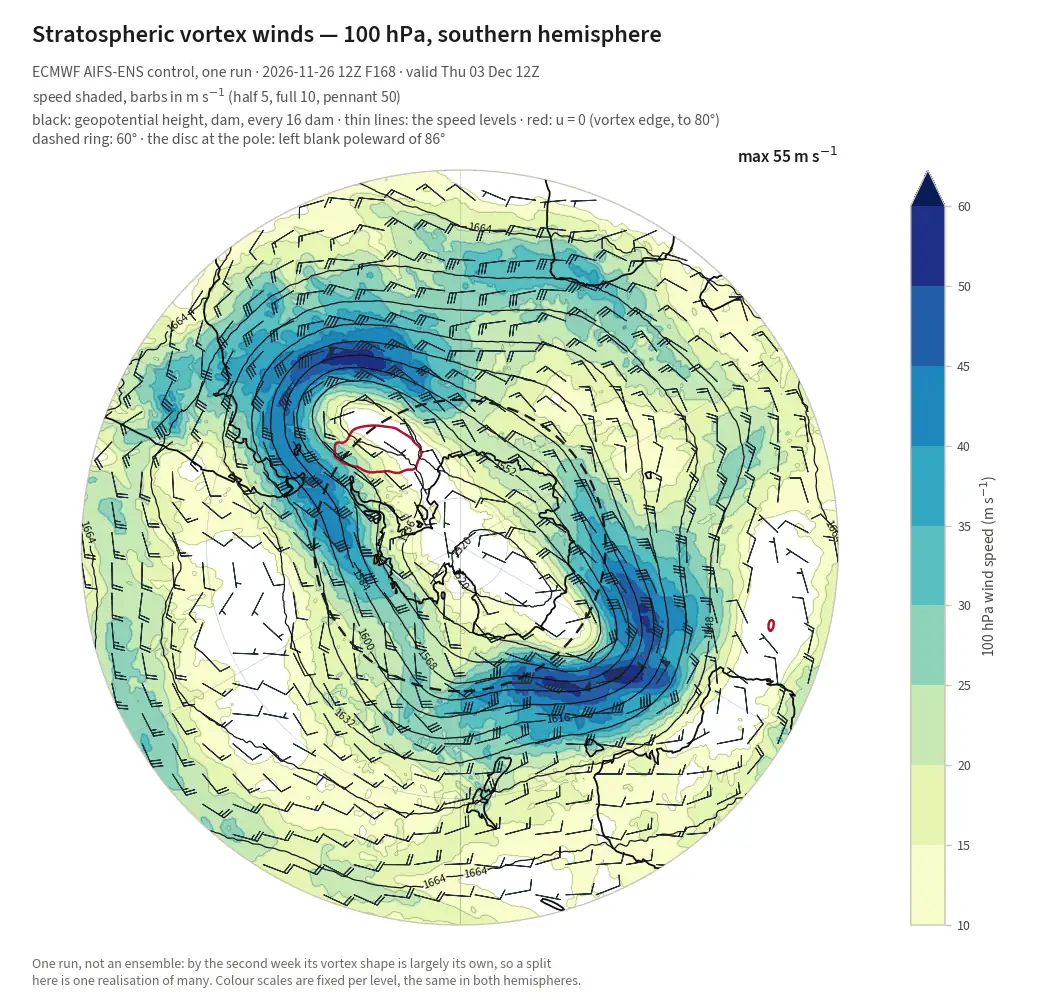 Stratospheric vortex winds — 100 hPa, southern hemisphere
ECMWF AIFS-ENS control, one run · 2026-11-26 12Z F168 · valid Thu 03 Dec 12Z
speed shaded, barbs in m s⁻¹ (half 5, full 10, pennant 50)
black: geopotential height, dam, every 16 dam · thin lines: the speed levels · red: u = 0 (vortex edge, to 80°)
dashed ring: 60° · the disc at the pole: left blank poleward of 86°
max 55 m s⁻¹
60
50
45
40
35
30
25
20
15
10
100 hPa wind speed (m s⁻¹)
1664
1664
1664
1552
1520
1600
1568
1632
1616
1648
1664
1664
One run, not an ensemble: by the second week its vortex shape is largely its own, so a split
here is one realisation of many. Colour scales are fixed per level, the same in both hemispheres.